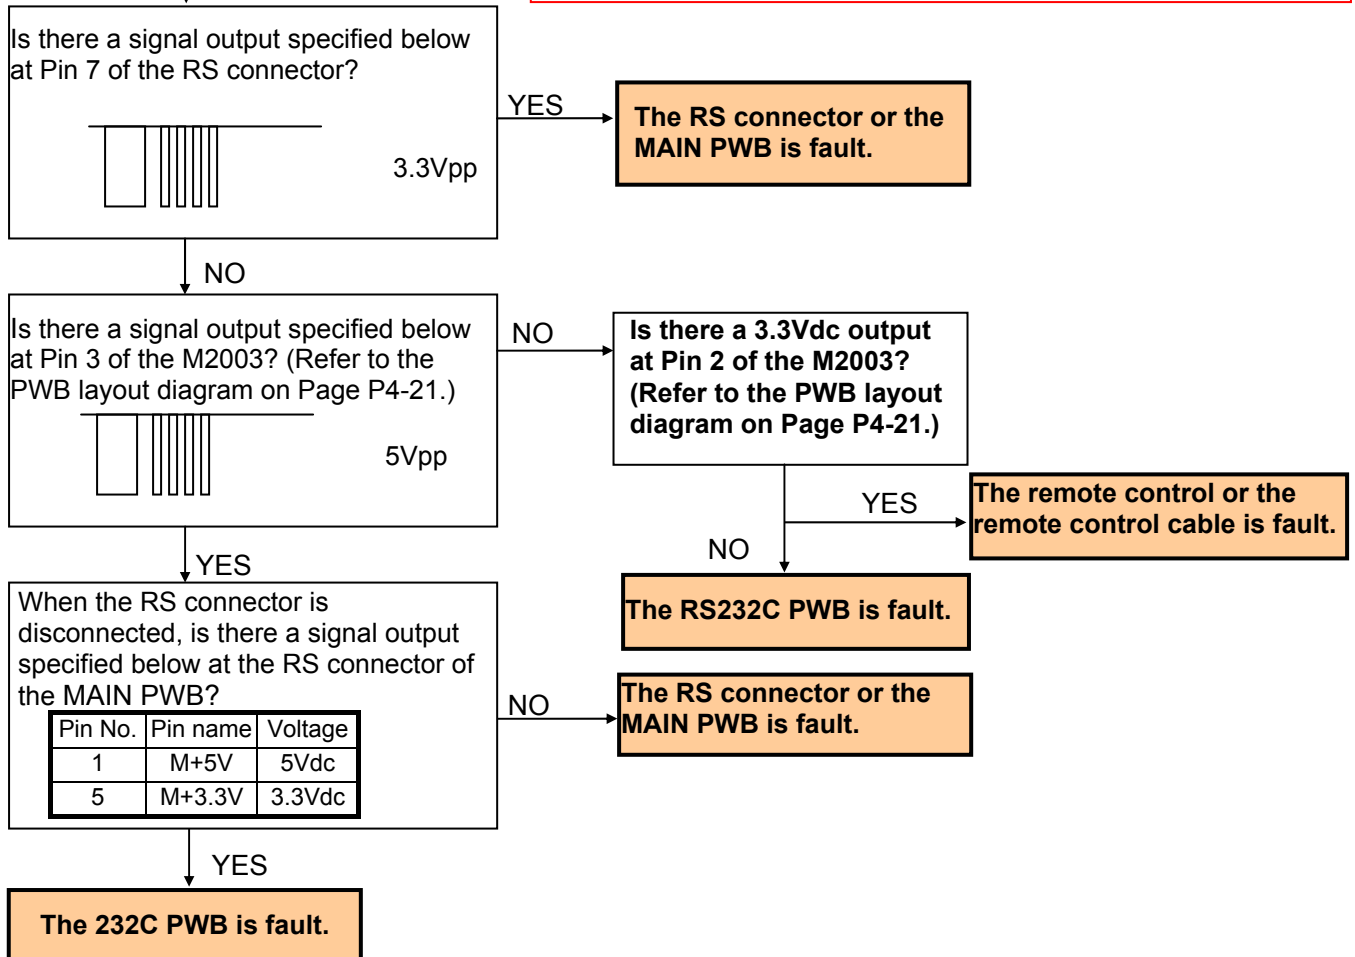 Is there a signal output specified below
at Pin 7 of the RS connector?
3.3Vpp
YES
The RS connector or the
MAIN PWB is fault.
NO
Is there a signal output specified below
at Pin 3 of the M2003? (Refer to the
PWB layout diagram on Page P4-21.)
5Vpp
NO
Is there a 3.3Vdc output
at Pin 2 of the M2003?
(Refer to the PWB layout
diagram on Page P4-21.)
YES
The remote control or the
remote control cable is fault.
NO
The RS232C PWB is fault.
YES
When the RS connector is
disconnected, is there a signal output
specified below at the RS connector of
the MAIN PWB?
Pin No. Pin name Voltage
1 M+5V 5Vdc
5 M+3.3V 3.3Vdc
NO
The RS connector or the
MAIN PWB is fault.
YES
The 232C PWB is fault.